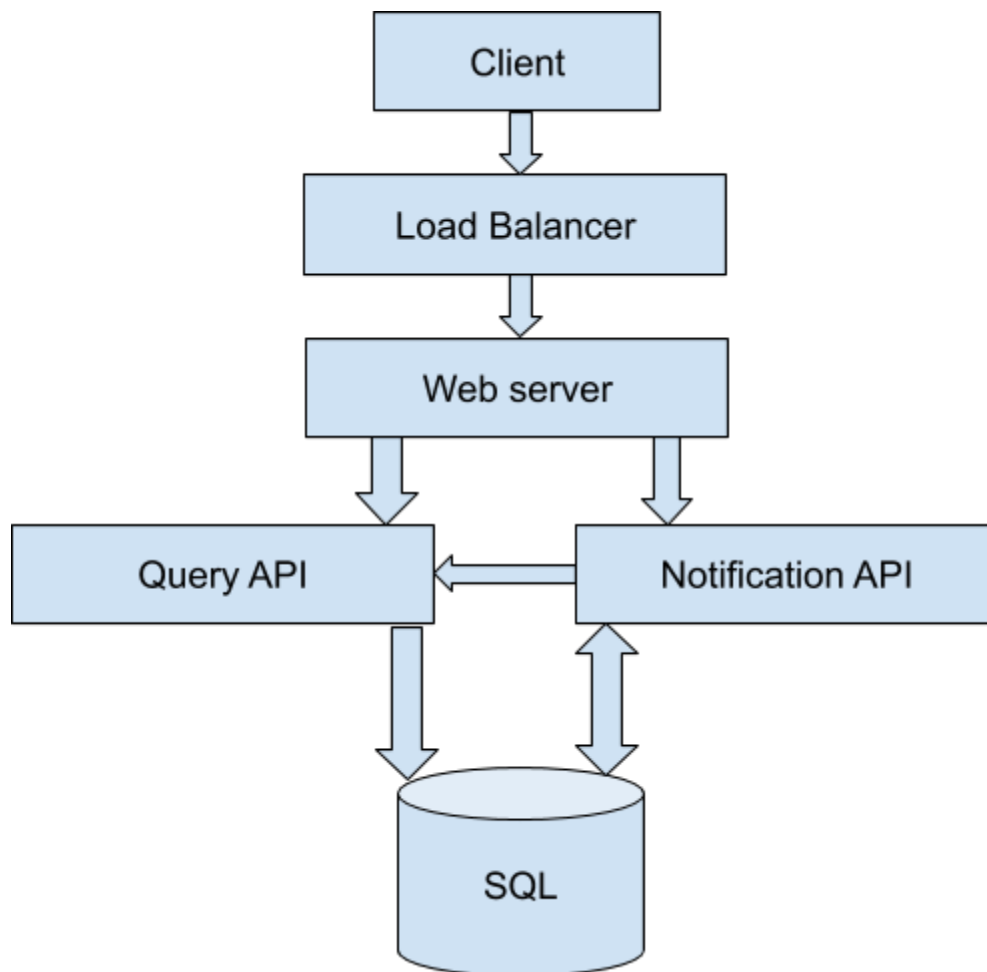 Client
Load Balancer
Web server
Query API
Notification API
SQL